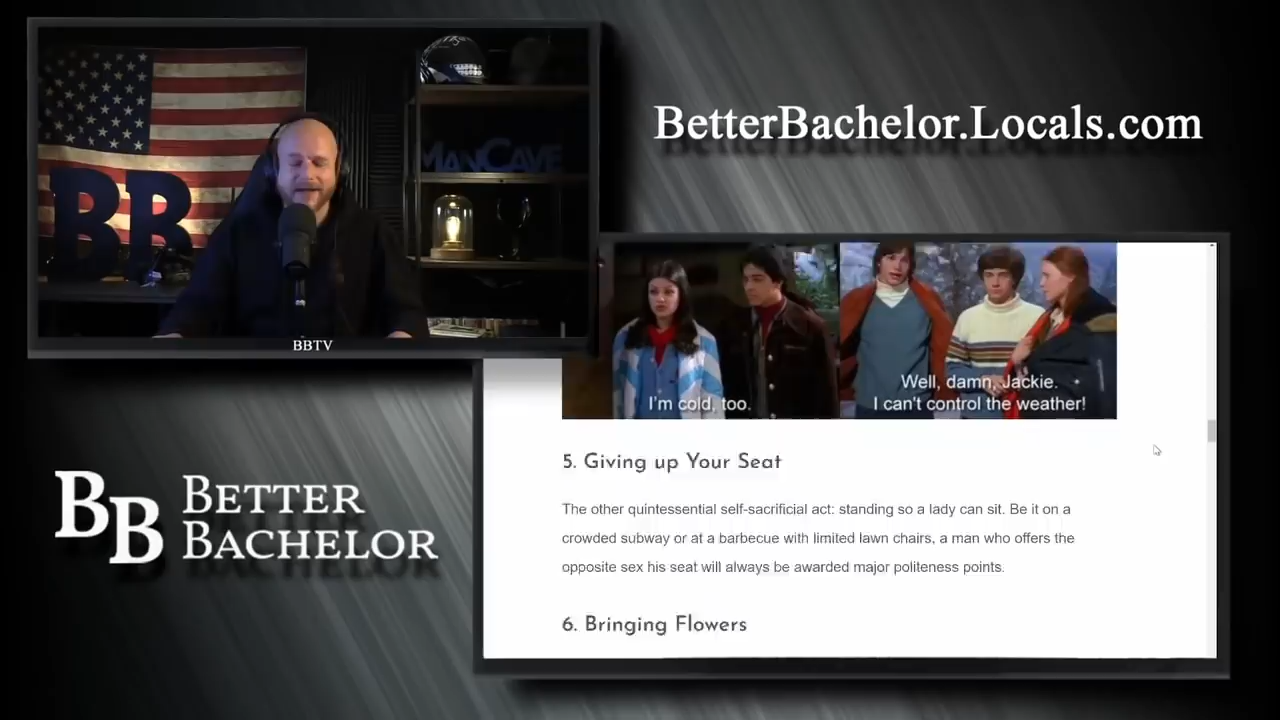 BB
MANCAVE
BBTV
BetterBachelor.Locals.com
I'm cold, too.
Well, damn, Jackie.
I can't control the weather!
5. Giving up Your Seat
The other quintessential self-sacrificial act: standing so a lady can sit. Be it on a
crowded subway or at a barbecue with limited lawn chairs, a man who offers the
opposite sex his seat will always be awarded major politeness points.
6. Bringing Flowers
BB
BETTER
BACHELOR